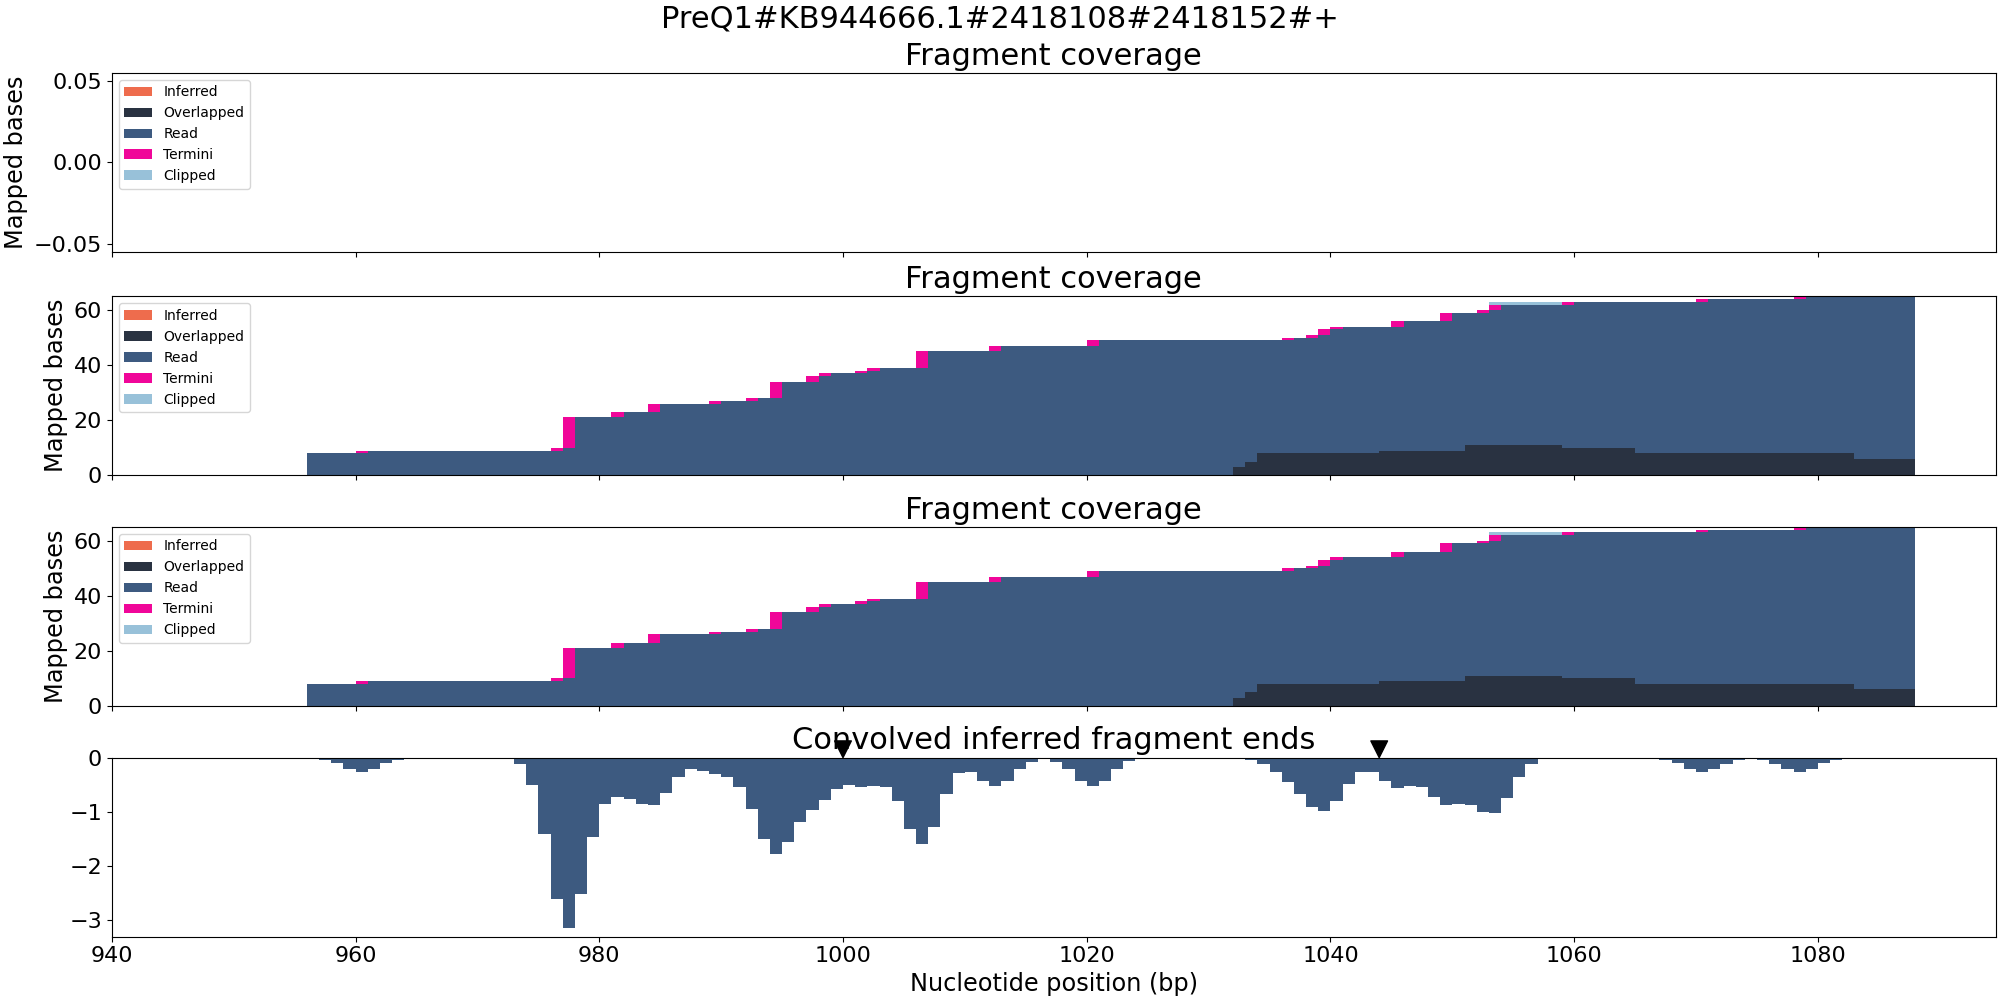 PreQ1#KB944666.1#2418108#2418152#+
Fragment coverage
Mapped bases
0.05
0.00
−0.05
Inferred
Overlapped
Read
Termini
Clipped
Fragment coverage
Mapped bases
60
40
20
0
Inferred
Overlapped
Read
Termini
Clipped
Fragment coverage
Mapped bases
60
40
20
0
Inferred
Overlapped
Read
Termini
Clipped
Convolved inferred fragment ends
0
−1
−2
−3
940 960 980 1000 1020 1040 1060 1080
Nucleotide position (bp)